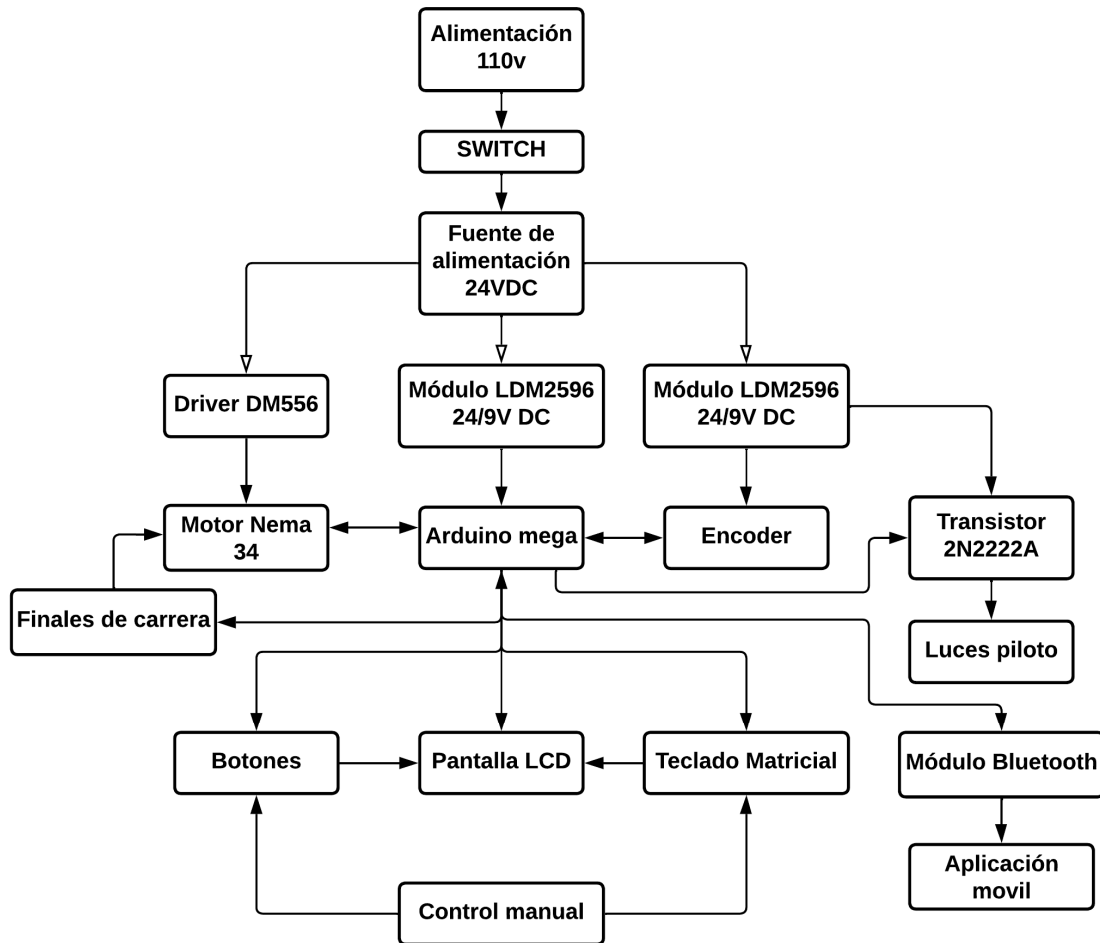 Alimentación
110v
SWITCH
Fuente de
alimentación
24VDC
Driver DM556
Módulo LDM2596
24/9V DC
Módulo LDM2596
24/9V DC
Motor Nema
34
Arduino mega
Encoder
Transistor
2N2222A
Finales de carrera
Luces piloto
Botones
Pantalla LCD
Teclado Matricial
Módulo Bluetooth
Aplicación
movil
Control manual